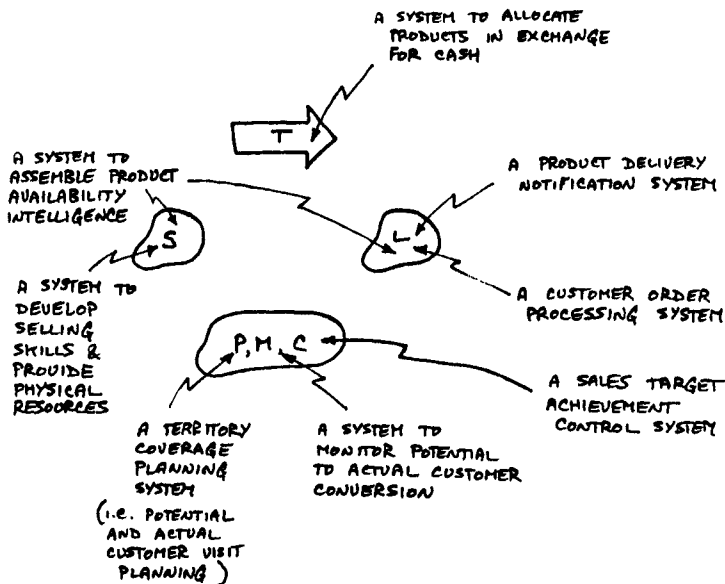 A SYSTEM TO ALLOCATE
PRODUCTS IN EXCHANGE
FOR CASH
T
A SYSTEM TO
ASSEMBLE PRODUCT
AVAILABILITY
INTELLIGENCE
A PRODUCT DELIVERY
NOTIFICATION SYSTEM
S
L
A SYSTEM TO
DEVELOP
SELLING
SKILLS &
PROVIDE
PHYSICAL
RESOURCES
A CUSTOMER ORDER
PROCESSING SYSTEM
P, M, C
A SALES TARGET
ACHIEVEMENT
CONTROL SYSTEM
A TERRITORY
COVERAGE
PLANNING
SYSTEM
(i.e. POTENTIAL
AND ACTUAL
CUSTOMER VISIT
PLANNING)
A SYSTEM TO
MONITOR POTENTIAL
TO ACTUAL CUSTOMER
CONVERSION